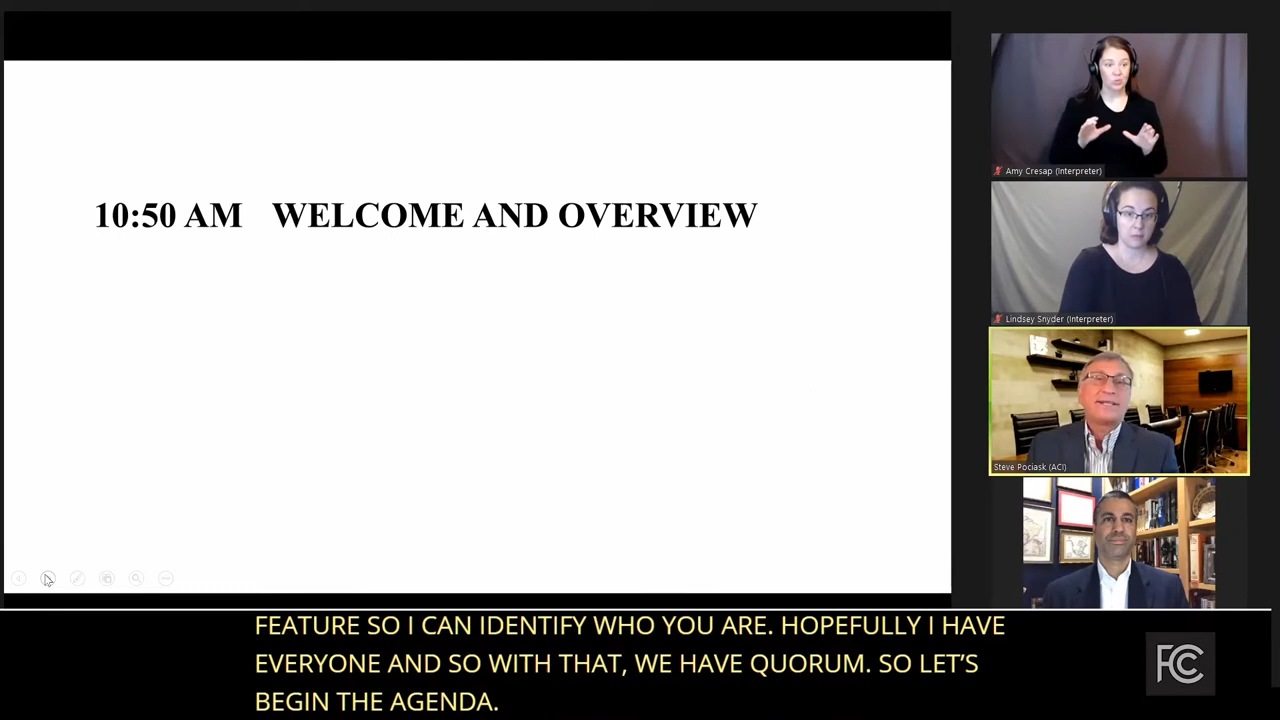 10:50 AM WELCOME AND OVERVIEW
Amy Cresap (Interpreter)
Lindsey Snyder (Interpreter)
Steve Pociask (ACI)
FEATURE SO I CAN IDENTIFY WHO YOU ARE. HOPEFULLY I HAVE
EVERYONE AND SO WITH THAT, WE HAVE QUORUM. SO LET’S
BEGIN THE AGENDA.
FCC